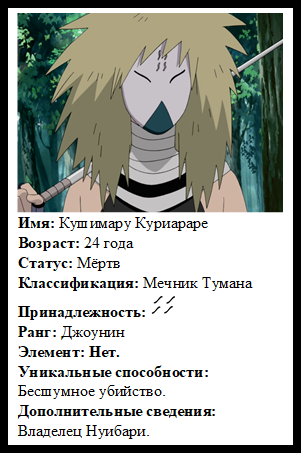 Имя: Кушимару Куриараре
Возраст: 24 года
Статус: Мёртв
Классификация: Мечник Тумана
Принадлежность:
Ранг: Джоунин
Элемент: Нет.
Уникальные способности:
Бесшумное убийство.
Дополнительные сведения:
Владелец Нуибари.